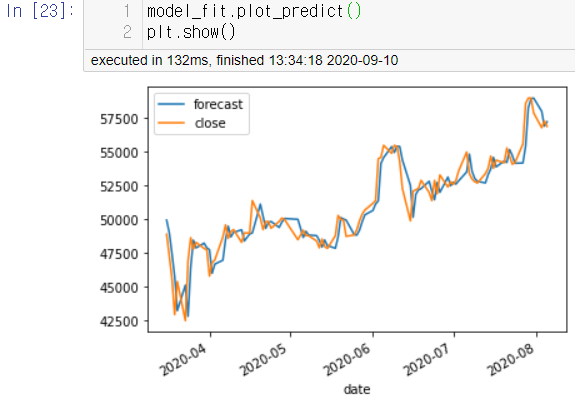 In [23]:
1 model_fit.plot_predict()
2 plt.show()
executed in 132ms, finished 13:34:18 2020-09-10
forecast
close
57500
55000
52500
50000
47500
45000
42500
2020-04 2020-05 2020-06 2020-07 2020-08
date